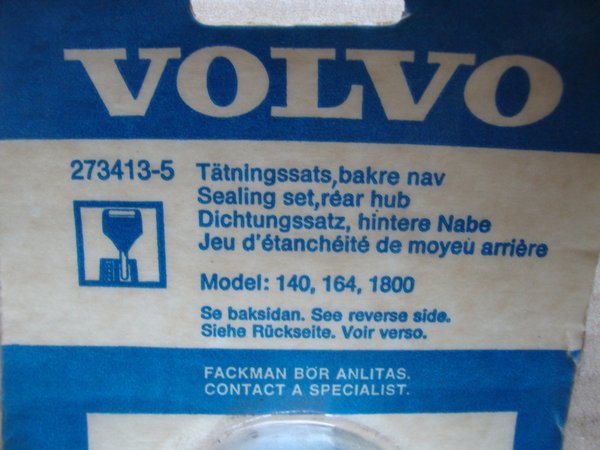 VOLVO
273413-5 Tätningssats,bakre nav
Sealing set,rear hub
Dichtungssatz, hintere Nabe
Jeu d'étanchéité de moyeu arrière
Model: 140, 164, 1800
Se baksidan. See reverse side.
Siehe Rückseite. Voir verso.
FACKMAN BÖR ANLITAS.
CONTACT A SPECIALIST.